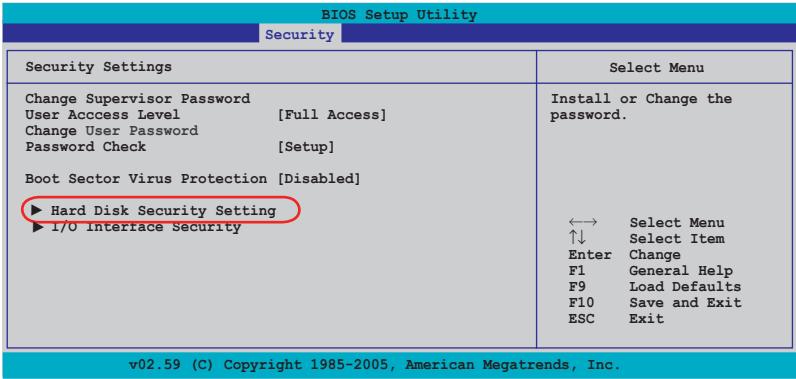 BIOS Setup Utility
Security
Security Settings
Change Supervisor Password
User Acccess Level [Full Access]
Change User Password
Password Check [Setup]
Boot Sector Virus Protection [Disabled]
▶ Hard Disk Security Setting
▶ I/O Interface Security
Select Menu
Install or Change the
password.
←→ Select Menu
↑↓ Select Item
Enter Change
F1 General Help
F9 Load Defaults
F10 Save and Exit
ESC Exit
v02.59 (C) Copyright 1985-2005, American Megatrends, Inc.